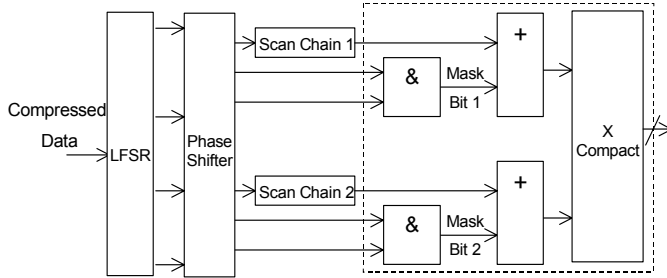 Compressed
Data
LFSR
Phase
Shifter
Scan Chain 1
&
Mask
Bit 1
+
Scan Chain 2
&
Mask
Bit 2
+
X
Compact